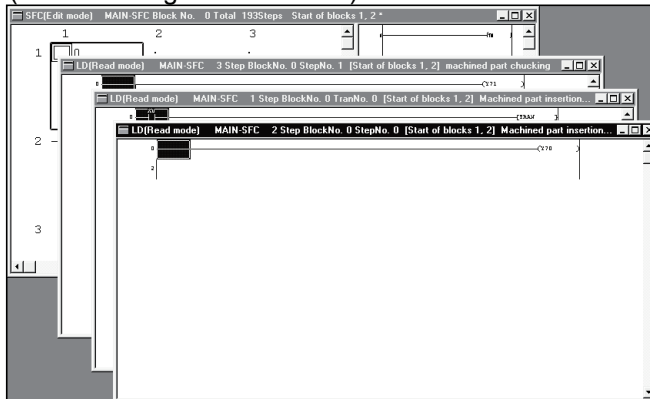 SFC(Edit mode) MAIN-SFC Block No. 0 Total 193Steps Start of blocks 1, 2 *
1 2 3
1
LD(Read mode) MAIN-SFC 3 Step BlockNo. 0 StepNo. 1 [Start of blocks 1, 2] machined part chucking
0 (Y71 )
LD(Read mode) MAIN-SFC 1 Step BlockNo. 0 TranNo. 0 [Start of blocks 1, 2] Machined part insertion...
0 [TRAN ]
2
LD(Read mode) MAIN-SFC 2 Step BlockNo. 0 StepNo. 0 [Start of blocks 1, 2] Machined part insertion...
0 (Y70 )
2
3